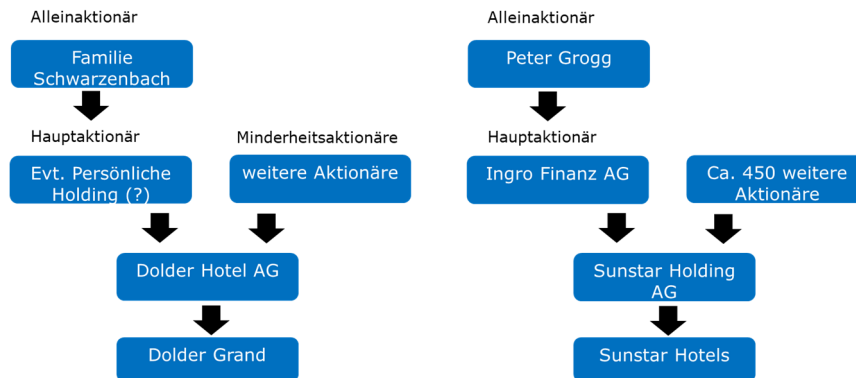 Alleinaktionär
Familie
Schwarzenbach
Hauptaktionär
Minderheitsaktionäre
Evt. Persönliche
Holding (?)
weitere Aktionäre
Dolder Hotel AG
Dolder Grand
Alleinaktionär
Peter Grogg
Hauptaktionär
Ingro Finanz AG
Ca. 450 weitere
Aktionäre
Sunstar Holding
AG
Sunstar Hotels